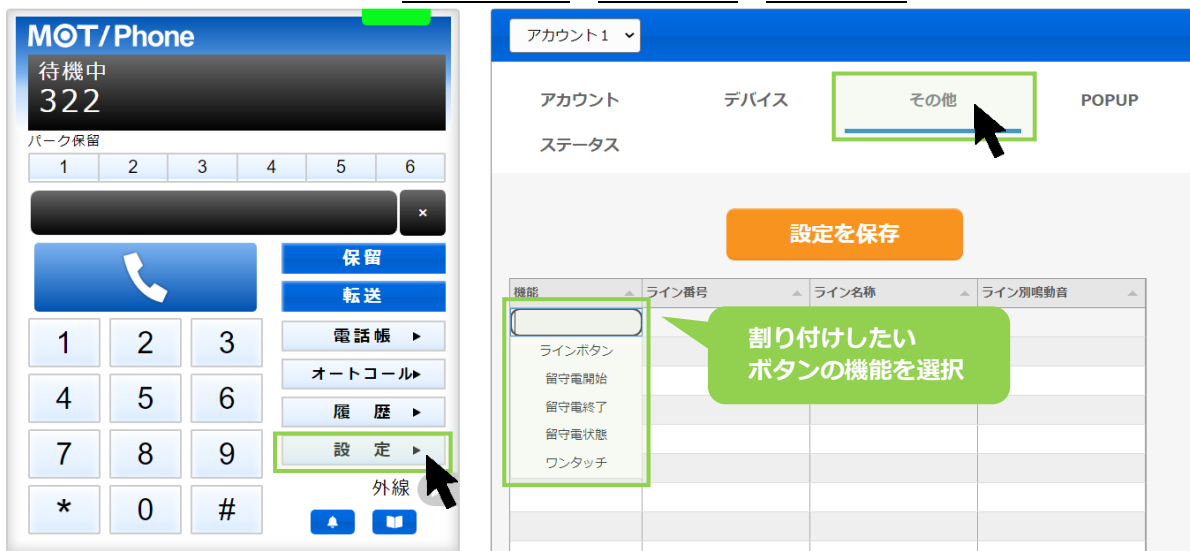 MOT/Phone
待機中
322
パーク保留
1 2 3 4 5 6
×
保留
転送
1 2 3
電話帳 ▶
オートコール▶
4 5 6
履 歴 ▶
7 8 9
設 定 ▶
外線
* 0 #
アカウント1
アカウント デバイス その他 POPUP
ステータス
設定を保存
機能 ライン番号 ライン名称 ライン別鳴動音
ラインボタン
留守電開始
留守電終了
留守電状態
ワンタッチ
割り付けしたい
ボタンの機能を選択